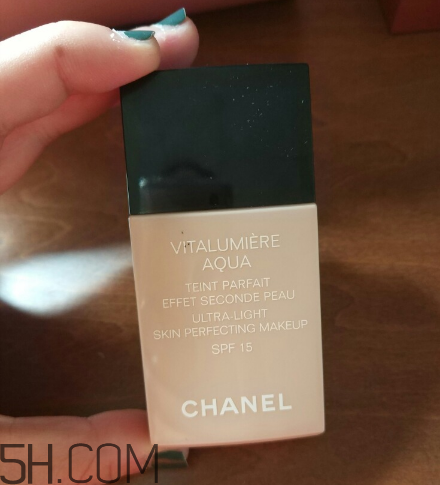 VITALUMIÈRE
AQUA
TEINT PARFAIT
EFFET SECONDE PEAU
ULTRA-LIGHT
SKIN PERFECTING MAKEUP
SPF 15
CHANEL
5H.COM